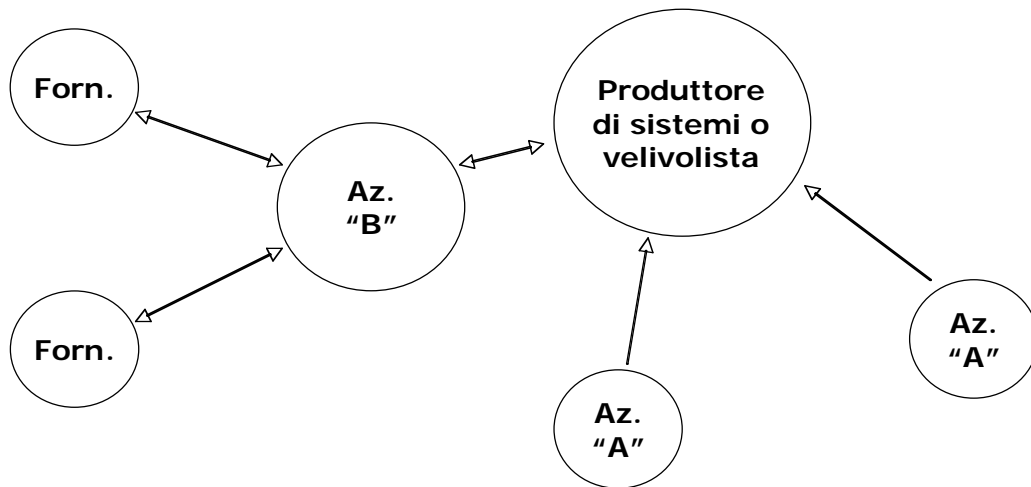 Forn.
Produttore
di sistemi o
velivolista
Az.
“B”
Forn.
Az.
“A”
Az.
“A”